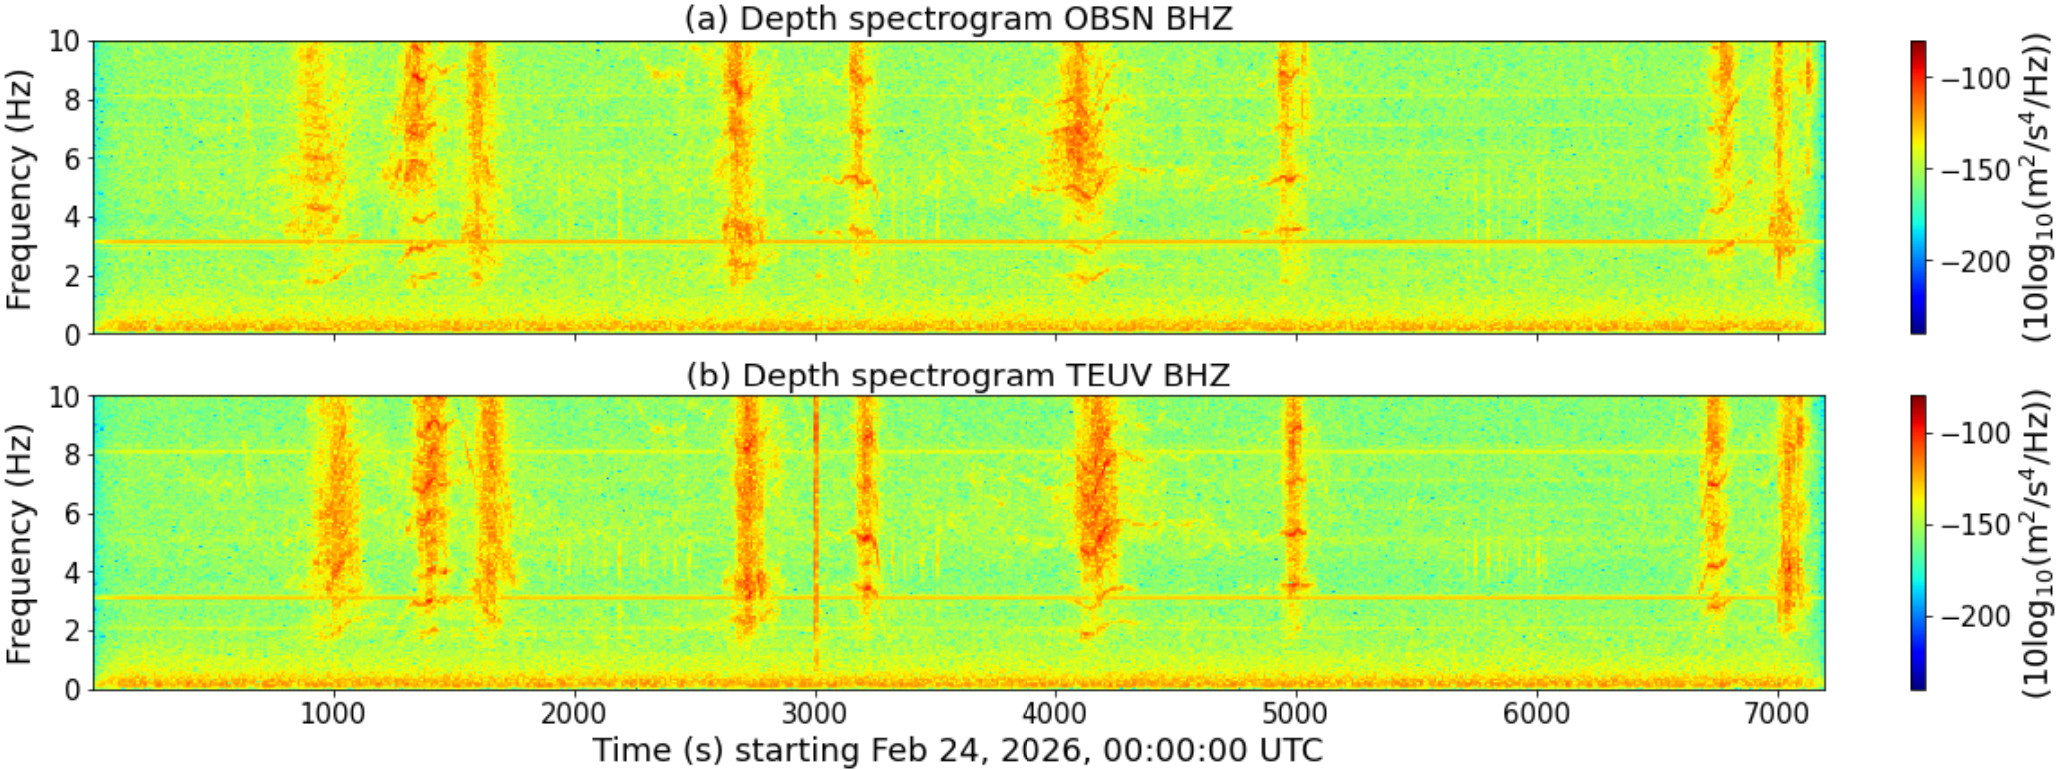 (a) Depth spectrogram OBSN BHZ
10
8
6
4
2
0
Frequency (Hz)
−100
−150
−200
(10log₁₀(m²/s⁴/Hz))
(b) Depth spectrogram TEUV BHZ
10
8
6
4
2
0
Frequency (Hz)
1000 2000 3000 4000 5000 6000 7000
Time (s) starting Feb 24, 2026, 00:00:00 UTC
−100
−150
−200
(10log₁₀(m²/s⁴/Hz))